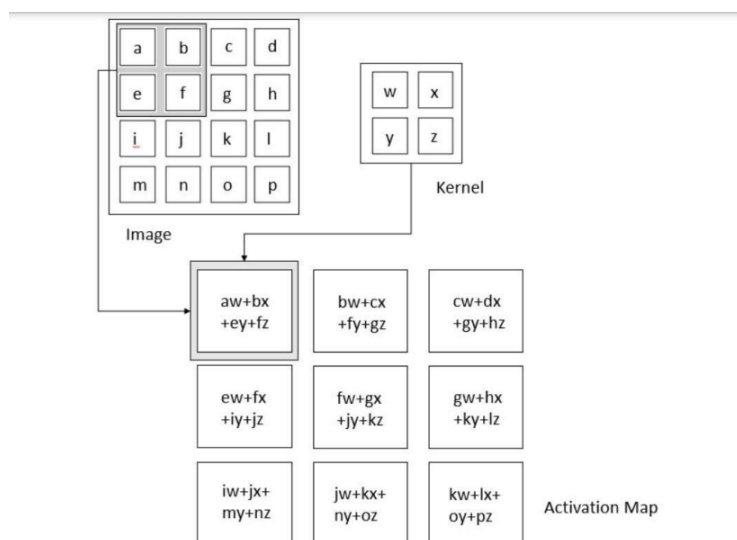 a b c d
e f g h
i j k l
m n o p
Image
w x
y z
Kernel
aw+bx
+ey+fz
bw+cx
+fy+gz
cw+dx
+gy+hz
ew+fx
+iy+jz
fw+gx
+jy+kz
gw+hx
+ky+lz
iw+jx+
my+nz
jw+kx+
ny+oz
kw+lx+
oy+pz
Activation Map